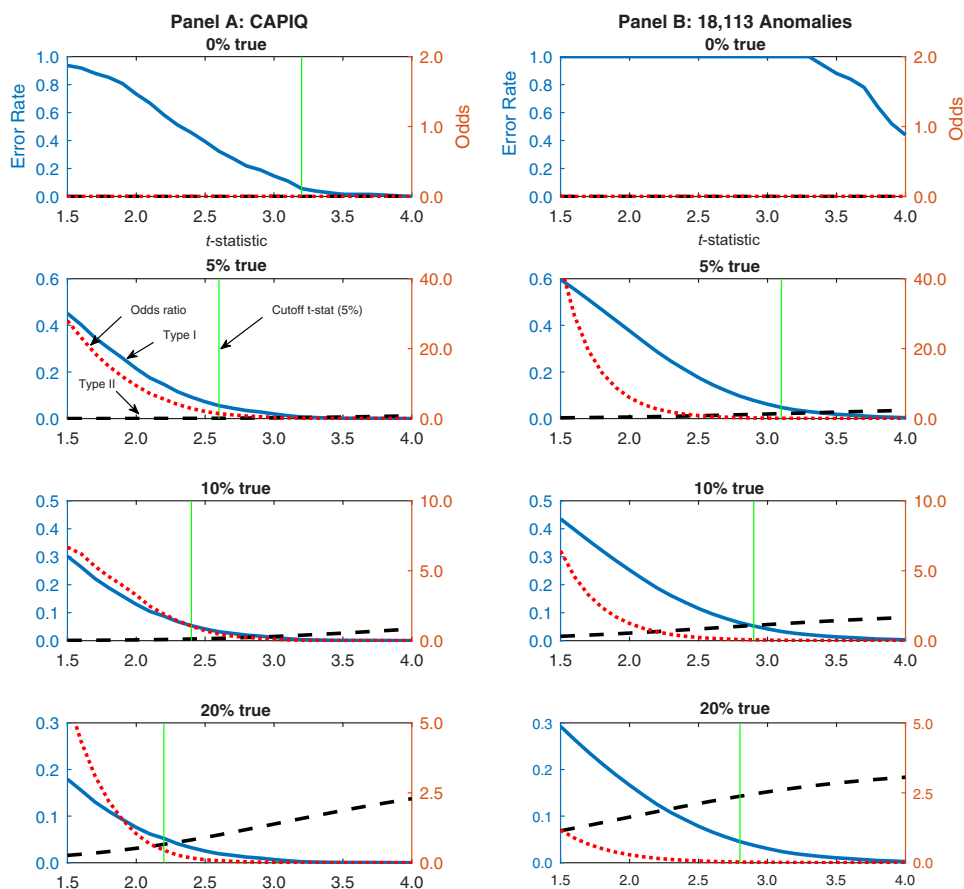 Panel A: CAPIQ
0% true
1.0
0.8
0.6
0.4
0.2
0.0
Error Rate
2.0
1.0
0.0
Odds
1.5 2.0 2.5 3.0 3.5 4.0
t-statistic
5% true
0.6
0.4
0.2
0.0
40.0
20.0
0.0
Odds ratio
Type I
Type II
Cutoff t-stat (5%)
1.5 2.0 2.5 3.0 3.5 4.0
10% true
0.5
0.4
0.3
0.2
0.1
0.0
10.0
5.0
0.0
1.5 2.0 2.5 3.0 3.5 4.0
20% true
0.3
0.2
0.1
0.0
5.0
2.5
0.0
1.5 2.0 2.5 3.0 3.5 4.0
Panel B: 18,113 Anomalies
0% true
1.0
0.8
0.6
0.4
0.2
0.0
Error Rate
2.0
1.0
0.0
Odds
1.5 2.0 2.5 3.0 3.5 4.0
t-statistic
5% true
0.6
0.4
0.2
0.0
40.0
20.0
0.0
1.5 2.0 2.5 3.0 3.5 4.0
10% true
0.5
0.4
0.3
0.2
0.1
0.0
10.0
5.0
0.0
1.5 2.0 2.5 3.0 3.5 4.0
20% true
0.3
0.2
0.1
0.0
5.0
2.5
0.0
1.5 2.0 2.5 3.0 3.5 4.0